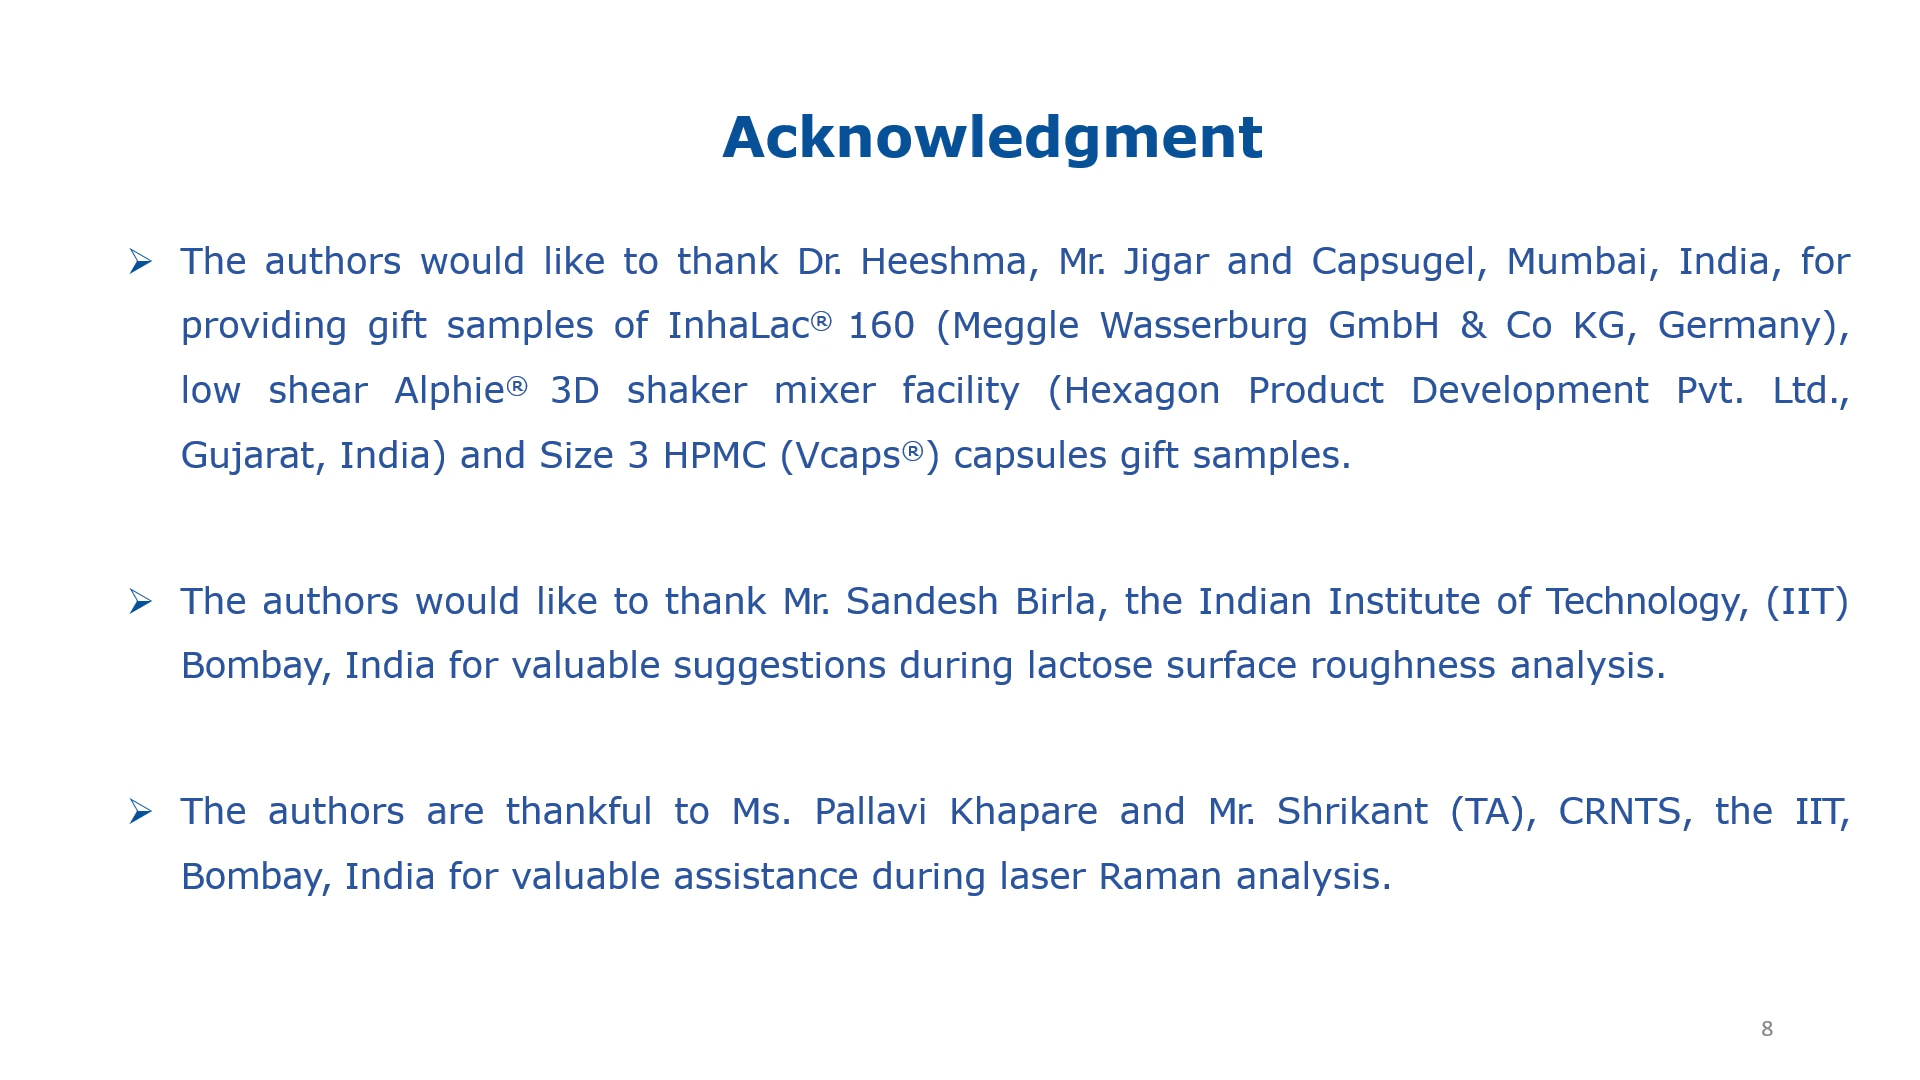 Acknowledgment
➢ The authors would like to thank Dr. Heeshma, Mr. Jigar and Capsugel, Mumbai, India, for
providing gift samples of InhaLac® 160 (Meggle Wasserburg GmbH & Co KG, Germany),
low shear Alphie® 3D shaker mixer facility (Hexagon Product Development Pvt. Ltd.,
Gujarat, India) and Size 3 HPMC (Vcaps®) capsules gift samples.
➢ The authors would like to thank Mr. Sandesh Birla, the Indian Institute of Technology, (IIT)
Bombay, India for valuable suggestions during lactose surface roughness analysis.
➢ The authors are thankful to Ms. Pallavi Khapare and Mr. Shrikant (TA), CRNTS, the IIT,
Bombay, India for valuable assistance during laser Raman analysis.
8